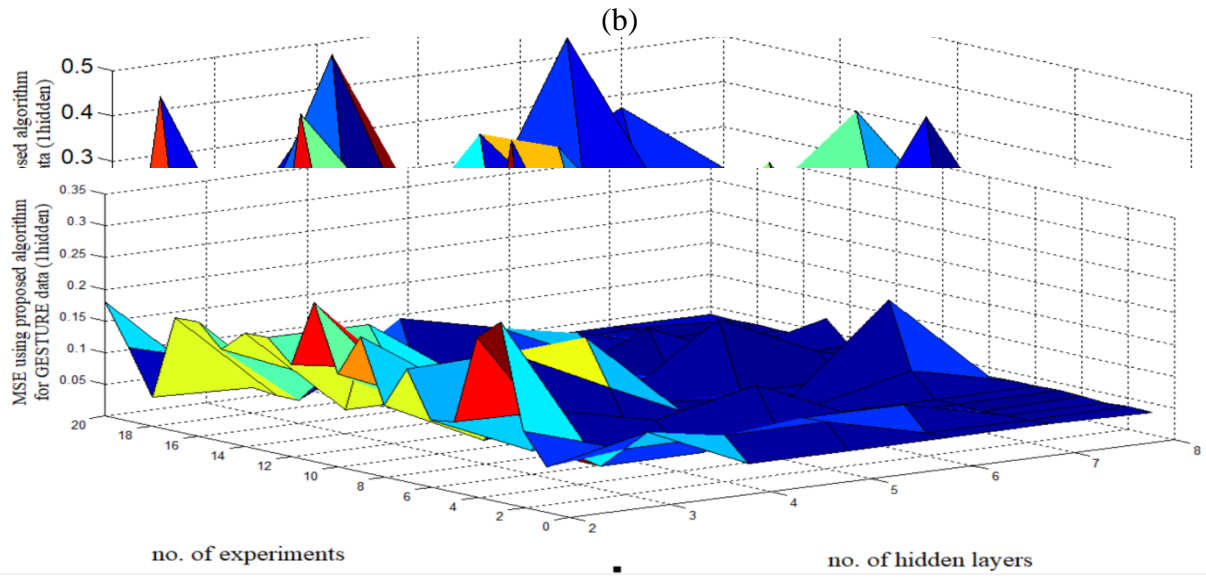 (b)
0.5
0.4
0.3
sed algorithm
ata (1hidden)
0.35
0.3
0.25
0.2
0.15
0.1
0.05
MSE using proposed algorithm
for GESTURE data (1hidden)
20 18 16 14 12 10 8 6 4 2 0
2 3 4 5 6 7 8
no. of experiments
no. of hidden layers